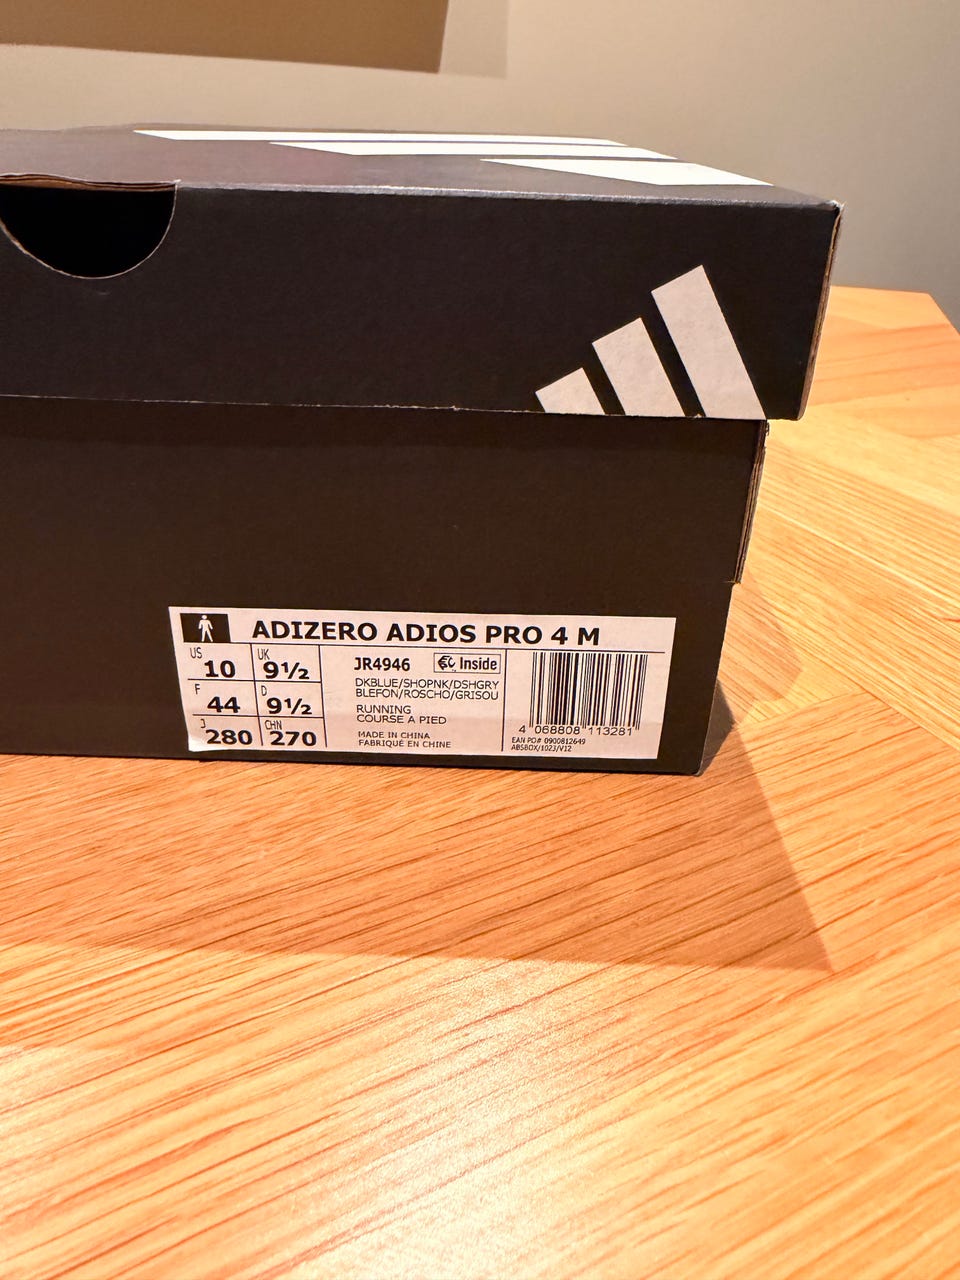 ADIZERO ADIOS PRO 4 M
US 10
UK 9½
F 44
D 9½
J 280
CHN 270
JR4946
Inside
DKBLUE/SHOPNK/DSHGRY
BLEFON/ROSCHO/GRISOU
RUNNING
COURSE A PIED
MADE IN CHINA
FABRIQUÉ EN CHINE
4 068808 113281
EAN PO# 0900812649